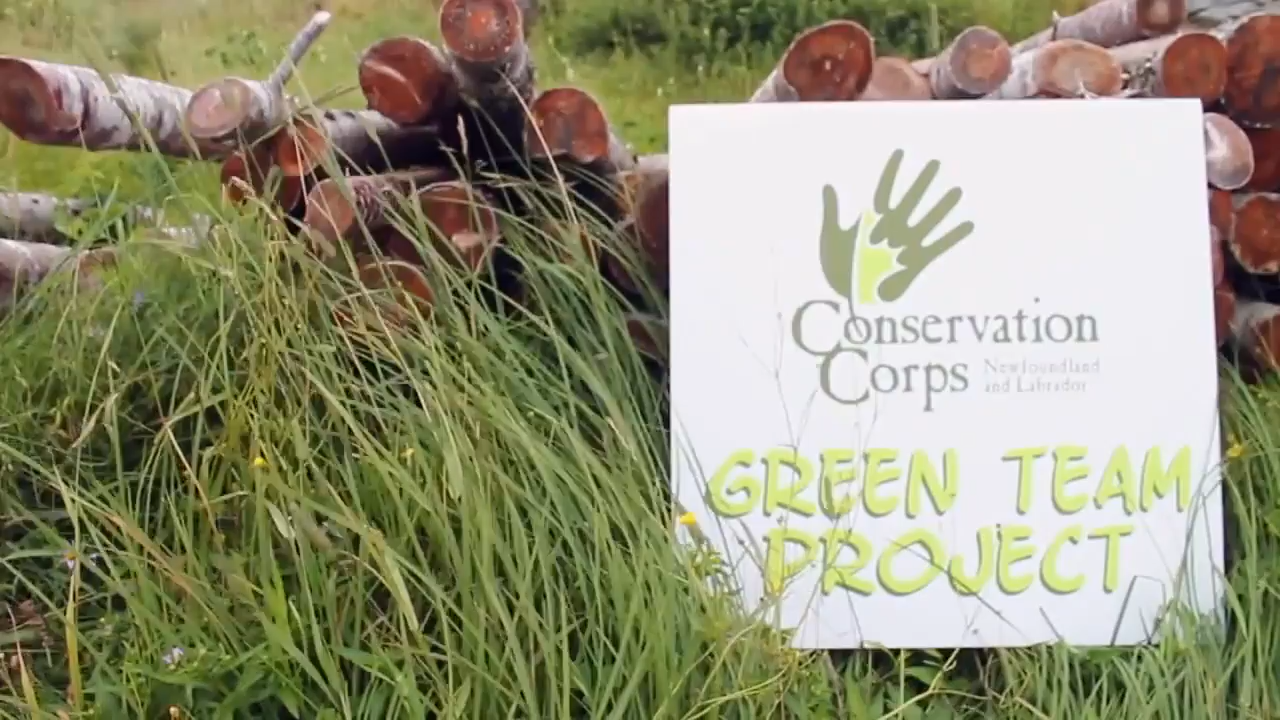 Conservation
Corps
Newfoundland
and Labrador
GREEN TEAM
PROJECT